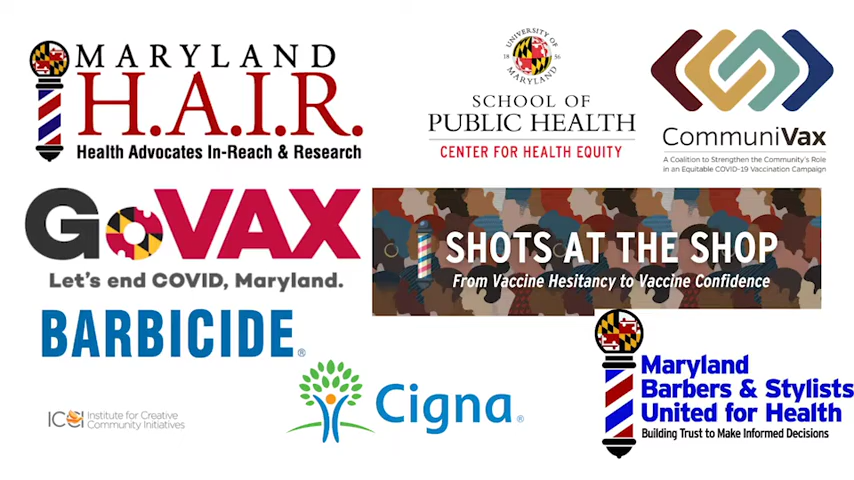 MARYLAND
H.A.I.R.
Health Advocates In-Reach & Research
UNIVERSITY OF
18 56
MARYLAND
SCHOOL OF
PUBLIC HEALTH
CENTER FOR HEALTH EQUITY
CommuniVax
A Coalition to Strengthen the Community's Role
in an Equitable COVID-19 Vaccination Campaign
GoVAX
Let's end COVID, Maryland.
SHOTS AT THE SHOP
From Vaccine Hesitancy to Vaccine Confidence
BARBICIDE®
ICCI Institute for Creative
Community Initiatives
Cigna®
Maryland
Barbers & Stylists
United for Health
Building Trust to Make Informed Decisions